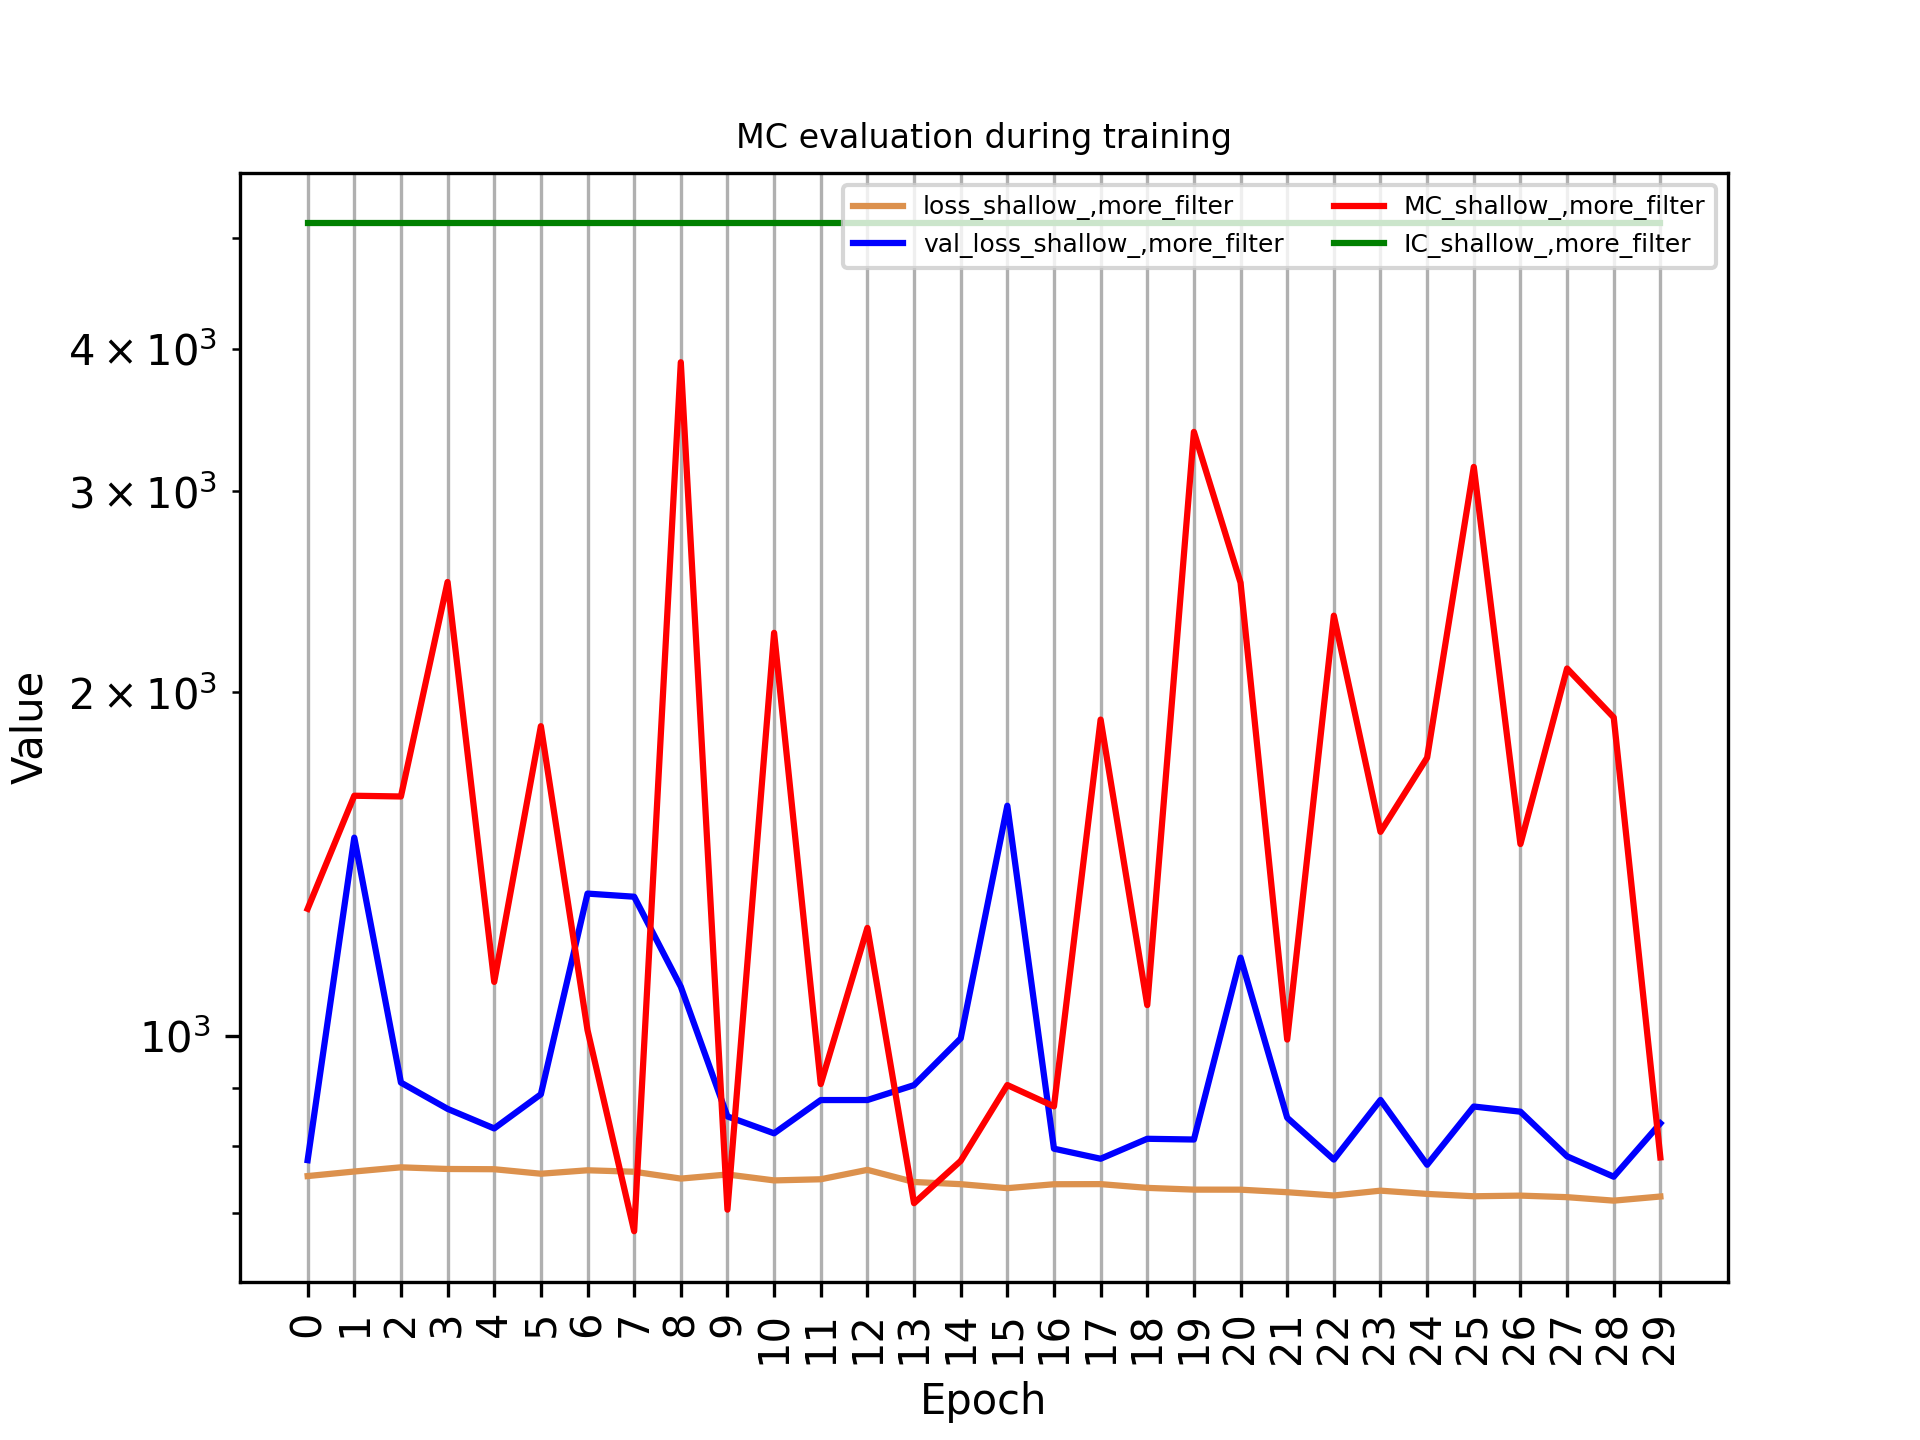 MC evaluation during training
loss_shallow_,more_filter
val_loss_shallow_,more_filter
MC_shallow_,more_filter
IC_shallow_,more_filter
4 × 10³
3 × 10³
2 × 10³
10³
Value
0 1 2 3 4 5 6 7 8 9 10 11 12 13 14 15 16 17 18 19 20 21 22 23 24 25 26 27 28 29
Epoch